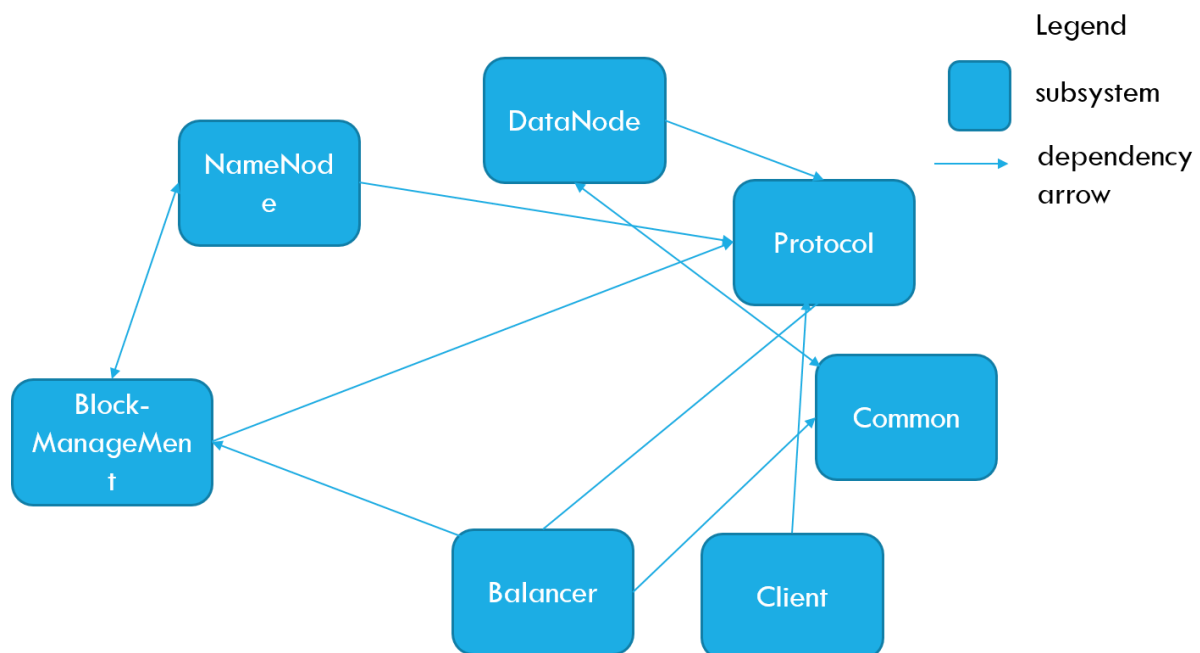 Legend
subsystem
dependency
arrow
DataNode
NameNod
e
Protocol
Block-
ManageMen
t
Common
Balancer
Client